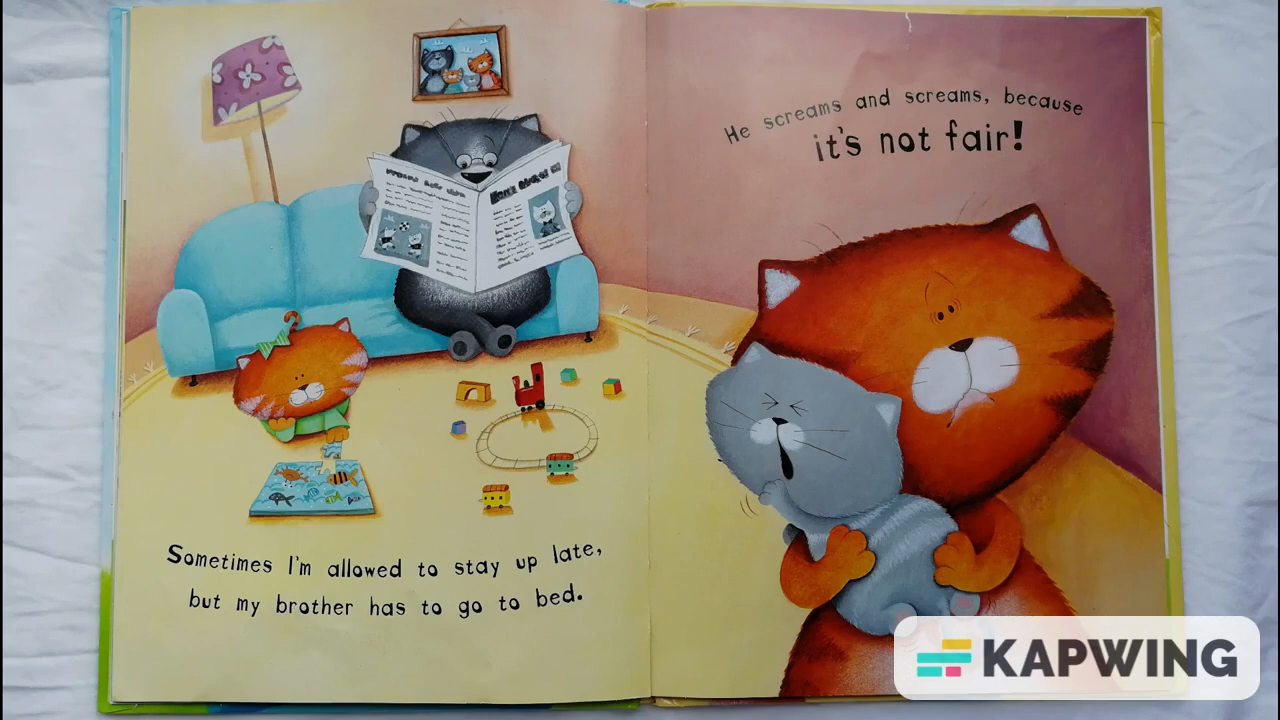 Sometimes I'm allowed to stay up late,
but my brother has to go to bed.
He screams and screams, because
it's not fair!
KAPWING